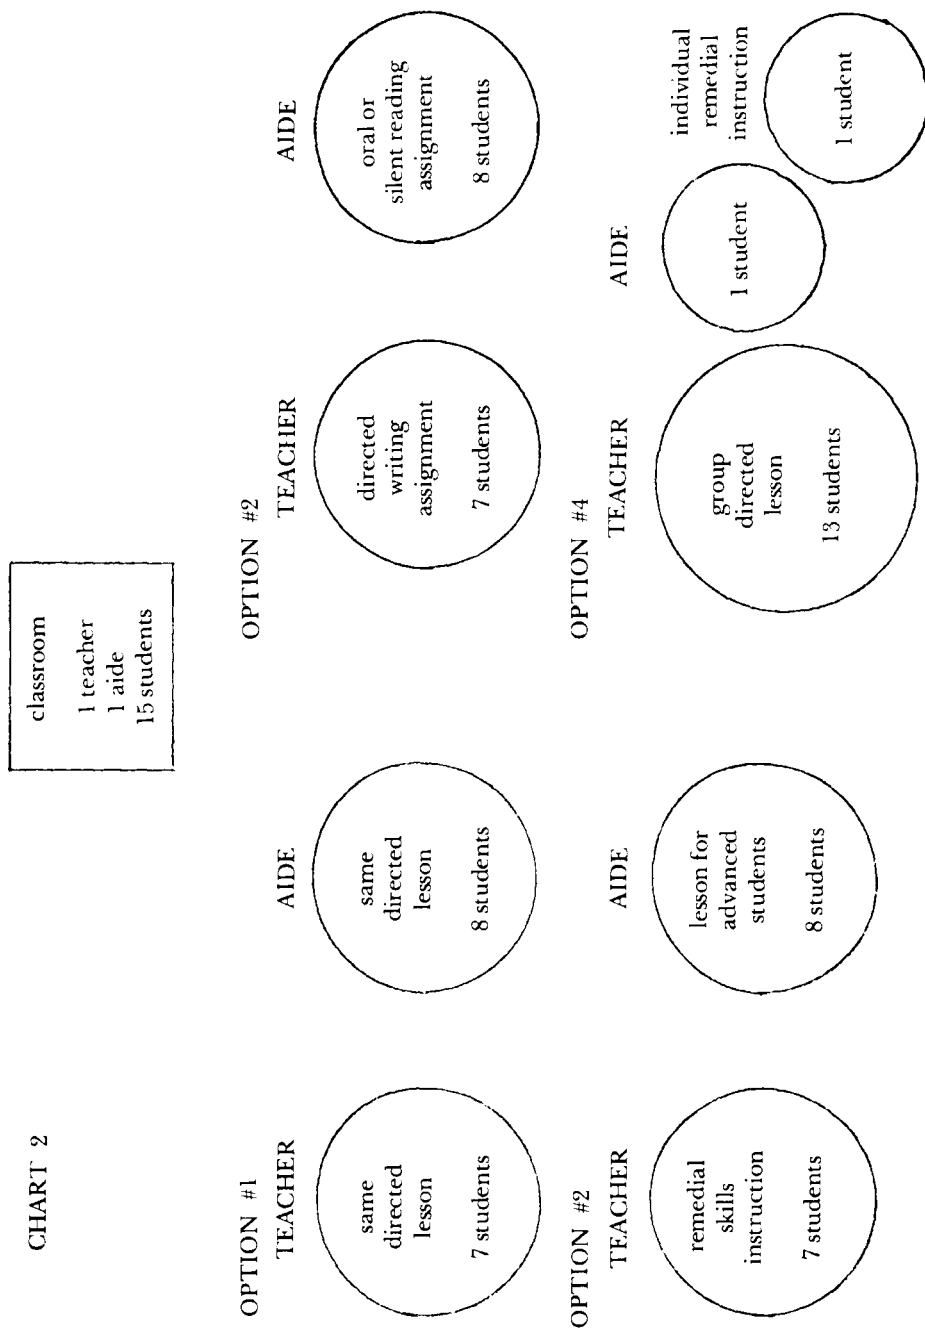 CHART 2
classroom
1 teacher
1 aide
15 students
OPTION #1
TEACHER
same
directed
lesson
7 students
AIDE
same
directed
lesson
8 students
OPTION #2
TEACHER
directed
writing
assignment
7 students
AIDE
oral or
silent reading
assignment
8 students
OPTION #2
TEACHER
remedial
skills
instruction
7 students
AIDE
lesson for
advanced
students
8 students
OPTION #4
TEACHER
group
directed
lesson
13 students
AIDE
1 student
individual
remedial
instruction
1 student